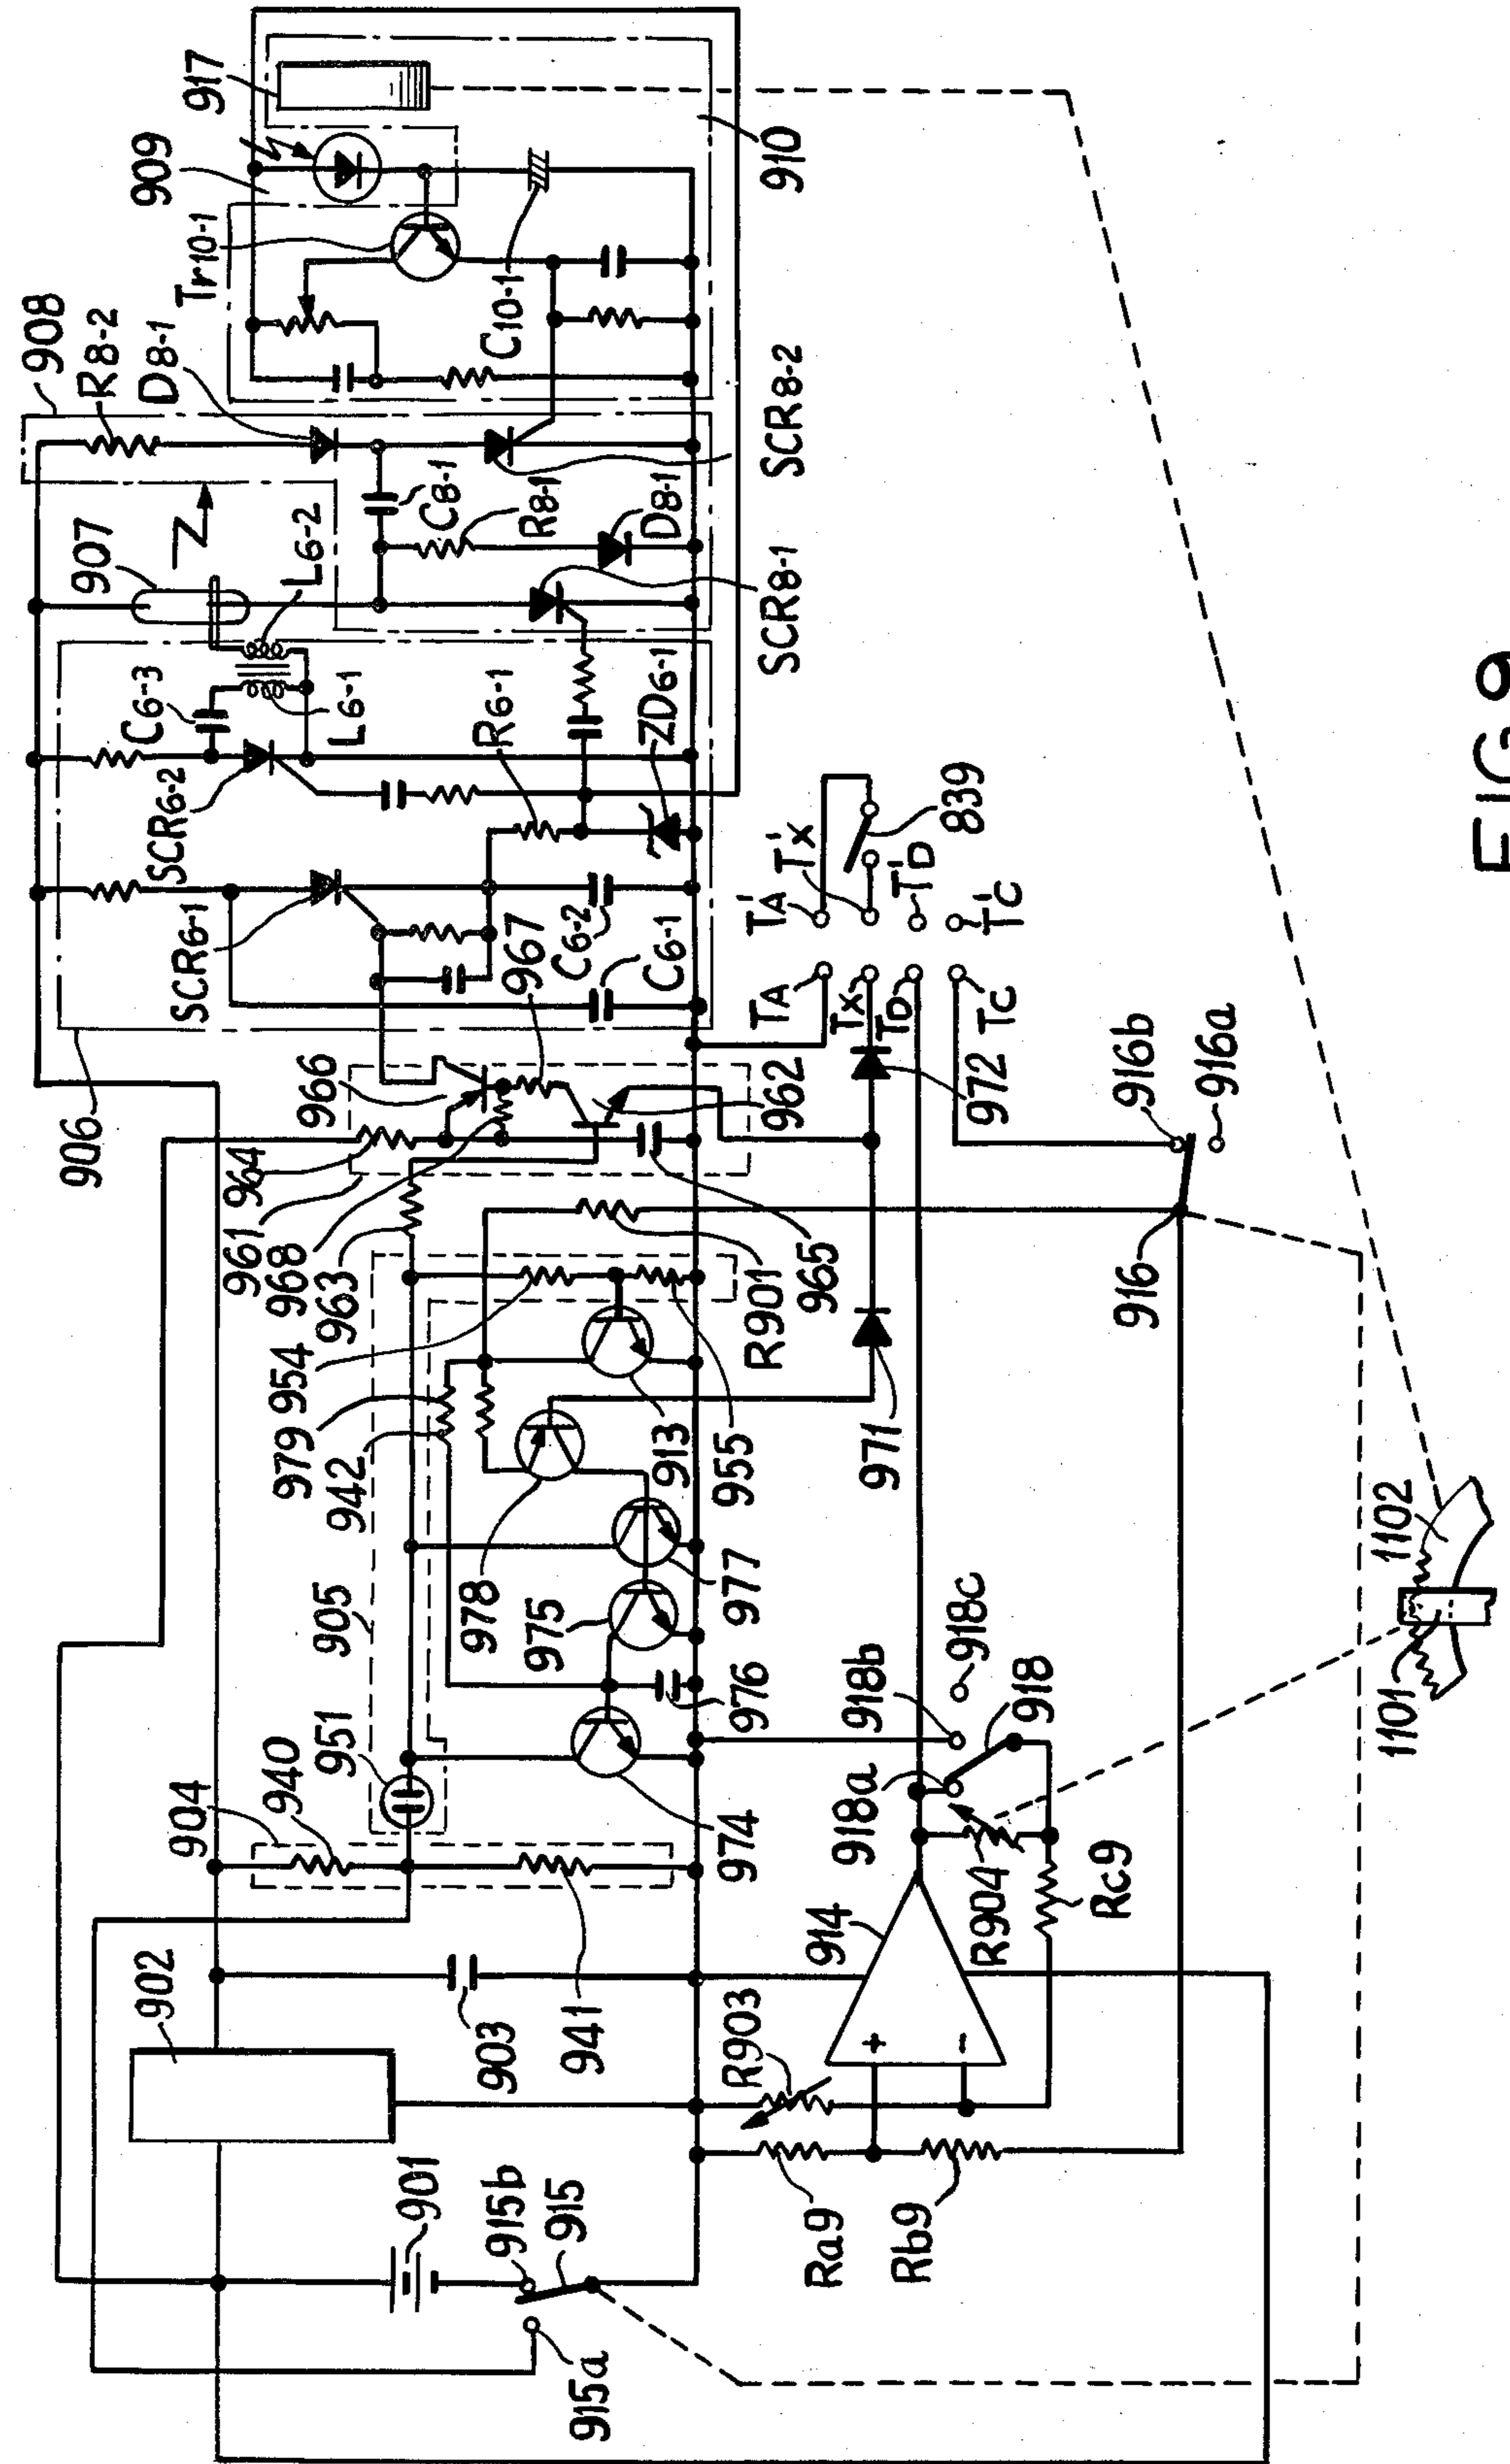 FIG.9
901
902
903
904
940
941
905
951
942
979
954
955
974
975
976
977
978
913
R901
961
962
963
964
965
966
967
968
971
972
906
SCR6-1
SCR6-2
C6-1
C6-2
C6-3
L6-1
L6-2
R6-1
ZD6-1
907
Z
908
R8-2
D8-1
C8-1
R8-1
D8-1
SCR8-1
SCR8-2
909
Tr10-1
C10-1
910
917
839
TA
TX
TD
TC
T'A
T'X
T'D
T'C
914
+
-
R903
R904
Ra9
Rb9
Rc9
915
915a
915b
916
916a
916b
918
918a
918b
918c
1101
1102